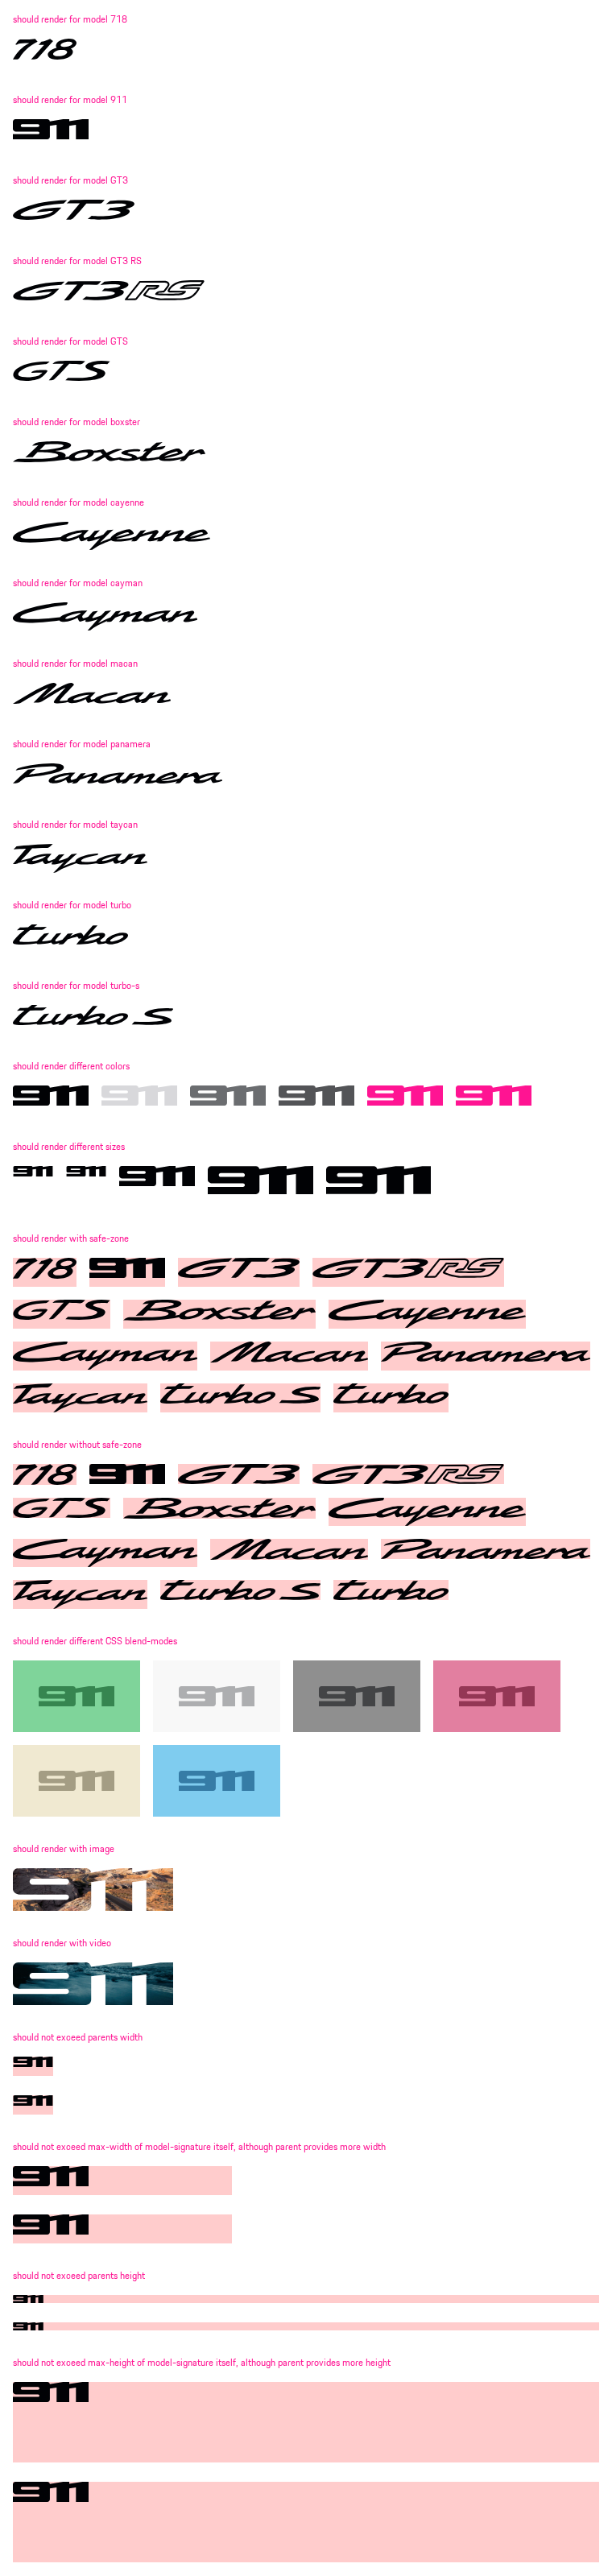 should render for model 718
718
should render for model 911
911
should render for model GT3
GT3
should render for model GT3 RS
GT3 RS
should render for model GTS
GTS
should render for model boxster
Boxster
should render for model cayenne
Cayenne
should render for model cayman
Cayman
should render for model macan
Macan
should render for model panamera
Panamera
should render for model taycan
Taycan
should render for model turbo
turbo
should render for model turbo-s
turbo S
should render different colors
911 911 911 911 911 911
should render different sizes
911 911 911 911 911
should render with safe-zone
718 911 GT3 GT3 RS
GTS Boxster Cayenne
Cayman Macan Panamera
Taycan turbo S turbo
should render without safe-zone
718 911 GT3 GT3 RS
GTS Boxster Cayenne
Cayman Macan Panamera
Taycan turbo S turbo
should render different CSS blend-modes
911 911 911 911
911 911
should render with image
911
should render with video
911
should not exceed parents width
911
911
should not exceed max-width of model-signature itself, although parent provides more width
911
911
should not exceed parents height
911
911
should not exceed max-height of model-signature itself, although parent provides more height
911
911